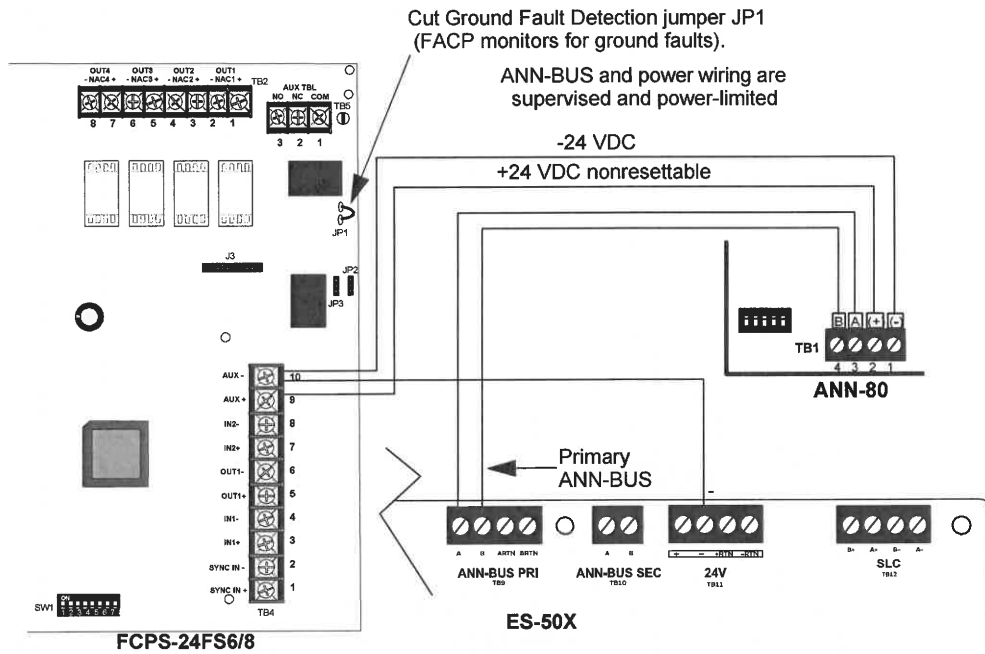 Cut Ground Fault Detection jumper JP1
(FACP monitors for ground faults).
ANN-BUS and power wiring are
supervised and power-limited
OUT4 OUT3 OUT2 OUT1
- NAC4 + - NAC3 + - NAC2 + - NAC1 + TB2
8 7 6 5 4 3 2 1
AUX TBL
NO NC COM
TB5
3 2 1
-24 VDC
+24 VDC nonresettable
JP1
J3
JP2
JP3
B A (+) (-)
TB1
4 3 2 1
ANN-80
AUX - 10
AUX + 9
IN2- 8
IN2+ 7
OUT1- 6
OUT1+ 5
IN1- 4
IN1+ 3
SYNC IN - 2
SYNC IN + 1
TB4
Primary
ANN-BUS
-
A B ARTN BRTN
ANN-BUS PRI
TB9
A B
ANN-BUS SEC
TB10
+ − +RTN −RTN
24V
TB11
B+ A+ B− A−
SLC
TB12
SW1
ON
1 2 3 4 5 6 7
FCPS-24FS6/8
ES-50X